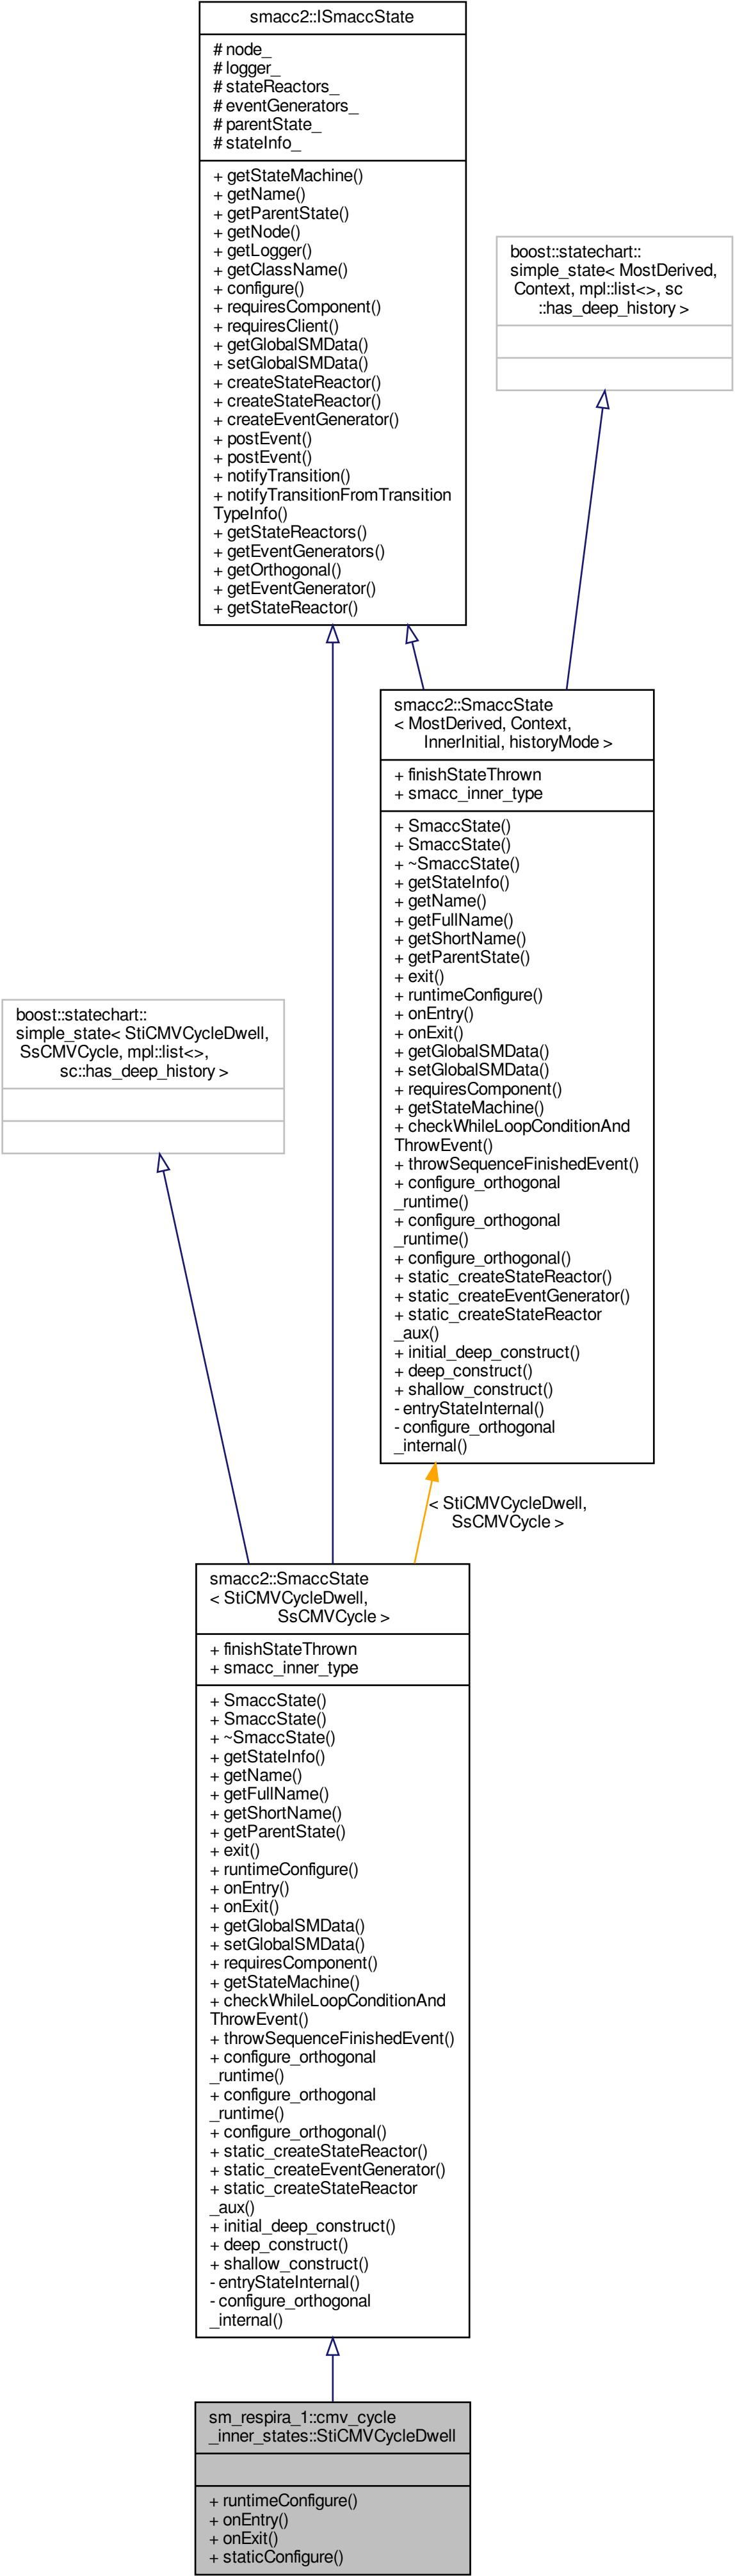 smacc2::ISmaccState
# node_
# logger_
# stateReactors_
# eventGenerators_
# parentState_
# stateInfo_
+ getStateMachine()
+ getName()
+ getParentState()
+ getNode()
+ getLogger()
+ getClassName()
+ configure()
+ requiresComponent()
+ requiresClient()
+ getGlobalSMData()
+ setGlobalSMData()
+ createStateReactor()
+ createStateReactor()
+ createEventGenerator()
+ postEvent()
+ postEvent()
+ notifyTransition()
+ notifyTransitionFromTransition
TypeInfo()
+ getStateReactors()
+ getEventGenerators()
+ getOrthogonal()
+ getEventGenerator()
+ getStateReactor()
boost::statechart::
simple_state< MostDerived,
Context, mpl::list<>, sc
::has_deep_history >
smacc2::SmaccState
< MostDerived, Context,
InnerInitial, historyMode >
+ finishStateThrown
+ smacc_inner_type
+ SmaccState()
+ SmaccState()
+ ~SmaccState()
+ getStateInfo()
+ getName()
+ getFullName()
+ getShortName()
+ getParentState()
+ exit()
+ runtimeConfigure()
+ onEntry()
+ onExit()
+ getGlobalSMData()
+ setGlobalSMData()
+ requiresComponent()
+ getStateMachine()
+ checkWhileLoopConditionAnd
ThrowEvent()
+ throwSequenceFinishedEvent()
+ configure_orthogonal
_runtime()
+ configure_orthogonal
_runtime()
+ configure_orthogonal()
+ static_createStateReactor()
+ static_createEventGenerator()
+ static_createStateReactor
_aux()
+ initial_deep_construct()
+ deep_construct()
+ shallow_construct()
- entryStateInternal()
- configure_orthogonal
_internal()
boost::statechart::
simple_state< StiCMVCycleDwell,
SsCMVCycle, mpl::list<>,
sc::has_deep_history >
< StiCMVCycleDwell,
SsCMVCycle >
smacc2::SmaccState
< StiCMVCycleDwell,
SsCMVCycle >
+ finishStateThrown
+ smacc_inner_type
+ SmaccState()
+ SmaccState()
+ ~SmaccState()
+ getStateInfo()
+ getName()
+ getFullName()
+ getShortName()
+ getParentState()
+ exit()
+ runtimeConfigure()
+ onEntry()
+ onExit()
+ getGlobalSMData()
+ setGlobalSMData()
+ requiresComponent()
+ getStateMachine()
+ checkWhileLoopConditionAnd
ThrowEvent()
+ throwSequenceFinishedEvent()
+ configure_orthogonal
_runtime()
+ configure_orthogonal
_runtime()
+ configure_orthogonal()
+ static_createStateReactor()
+ static_createEventGenerator()
+ static_createStateReactor
_aux()
+ initial_deep_construct()
+ deep_construct()
+ shallow_construct()
- entryStateInternal()
- configure_orthogonal
_internal()
sm_respira_1::cmv_cycle
_inner_states::StiCMVCycleDwell
+ runtimeConfigure()
+ onEntry()
+ onExit()
+ staticConfigure()